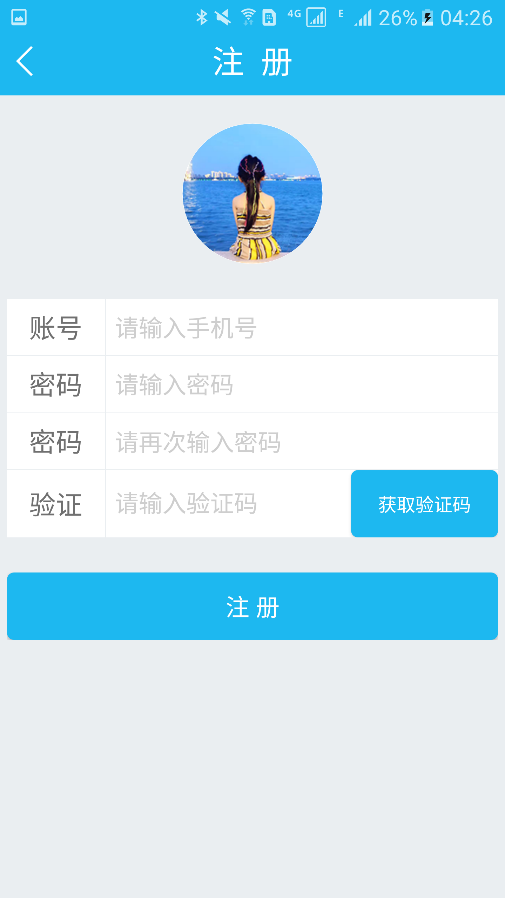 4G E 26% 04:26
注 册
账号 请输入手机号
密码 请输入密码
密码 请再次输入密码
验证 请输入验证码 获取验证码
注 册